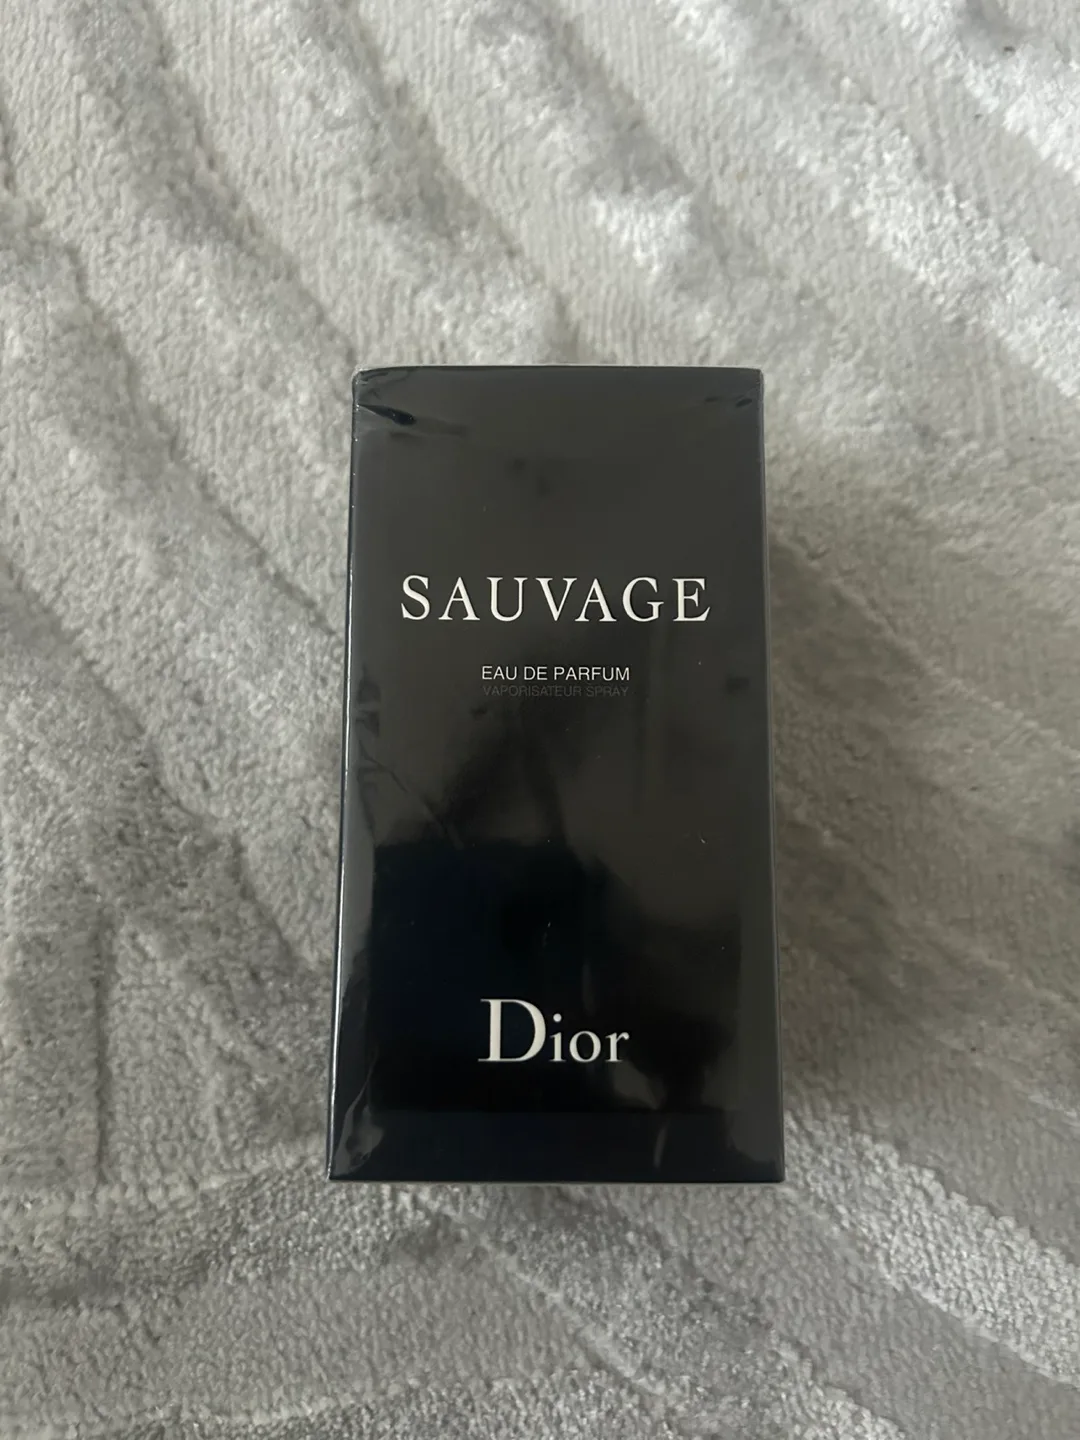 SAUVAGE
EAU DE PARFUM
VAPORISATEUR SPRAY
Dior